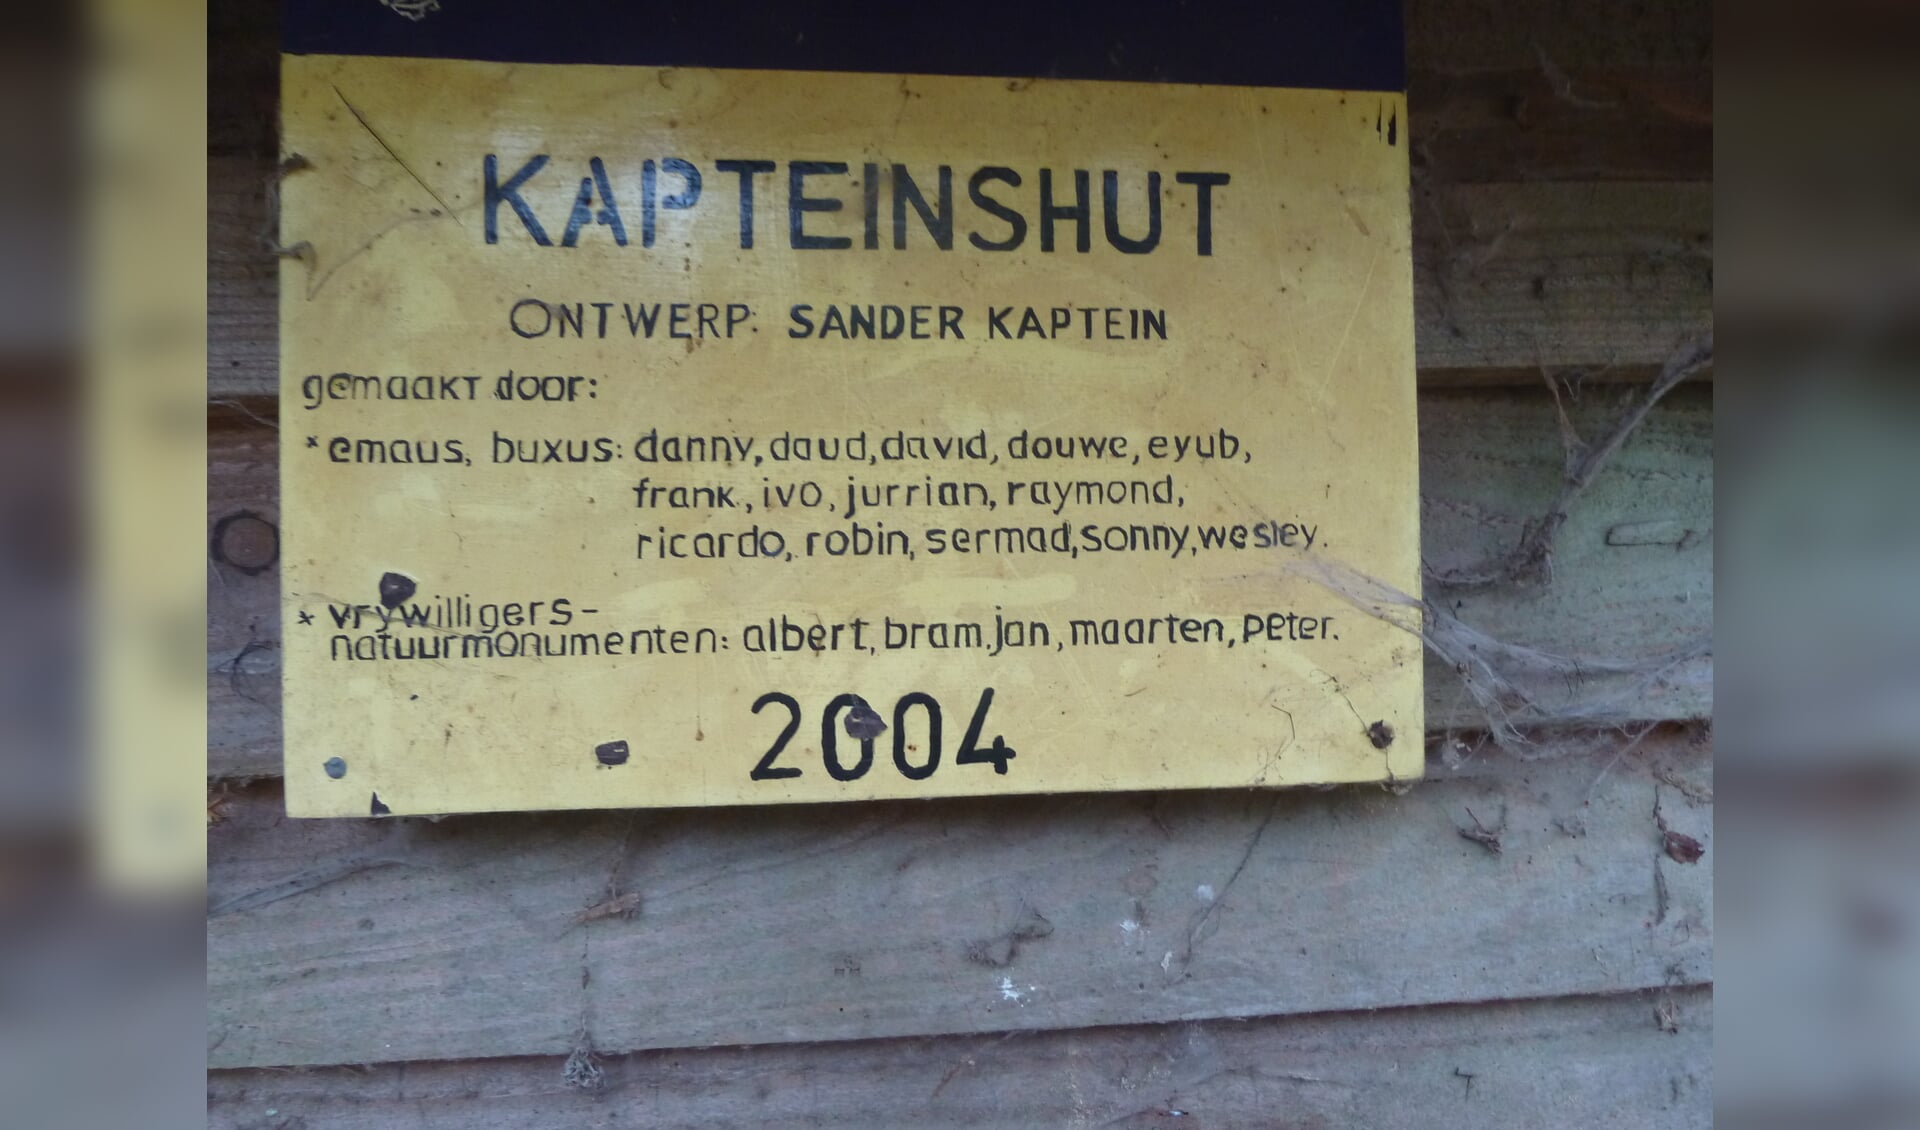 KAPTEINSHUT
ONTWERP: SANDER KAPTEIN
gemaakt door:
*emaus, buxus: danny, daud, david, douwe, eyub,
frank, ivo, jurrian, raymond,
ricardo, robin, sermad, sonny, wesley.
* vrywilligers-
natuurmonumenten: albert, bram. jan, maarten, peter.
2004